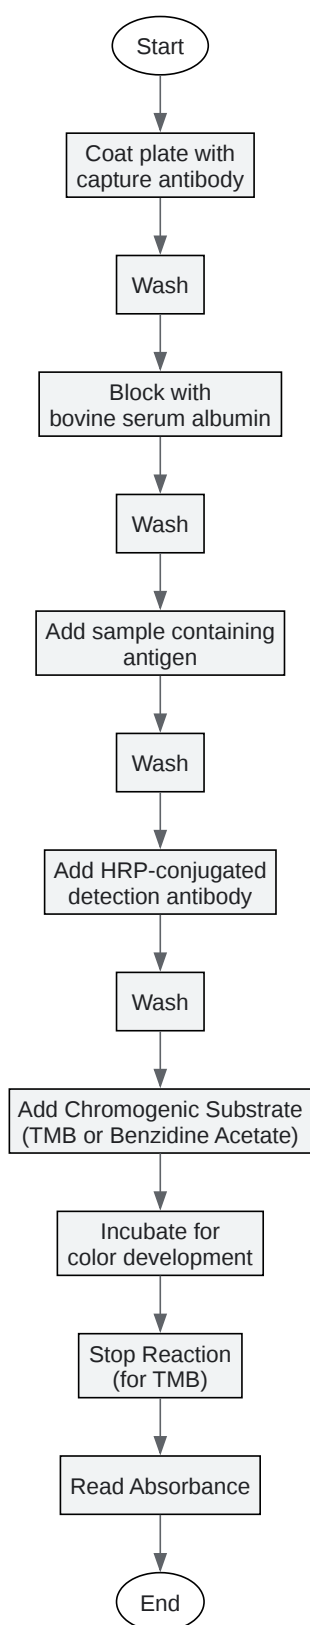 Start
Coat plate with
capture antibody
Wash
Block with
bovine serum albumin
Wash
Add sample containing
antigen
Wash
Add HRP-conjugated
detection antibody
Wash
Add Chromogenic Substrate
(TMB or Benzidine Acetate)
Incubate for
color development
Stop Reaction
(for TMB)
Read Absorbance
End